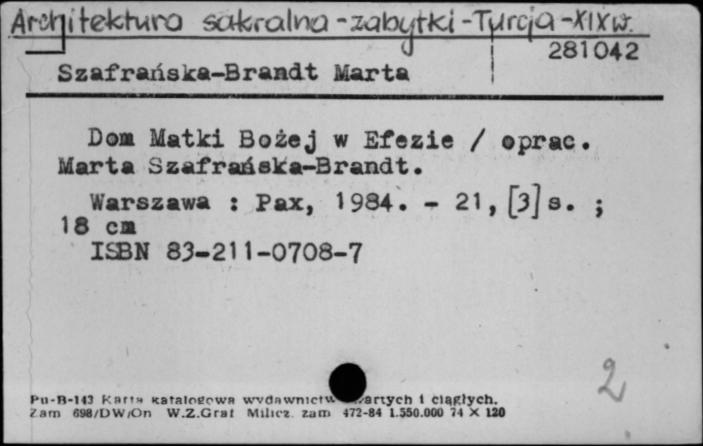 Architektura sakralna - zabytki - Turcja - XIX w.
281042
Szafrańska-Brandt Marta
Dom Matki Bożej w Efezie / oprac.
Marta Szafrańska-Brandt.
Warszawa : Pax, 1984. - 21, [3] s. ;
18 cm
ISBN 83-211-0708-7
2
Pu-B-143 Karta katalogowa wydawnictw zwartych i ciągłych.
Zam 698/DW/On W.Z.Graf Milicz zam 472-84 1.550.000 74 X 120